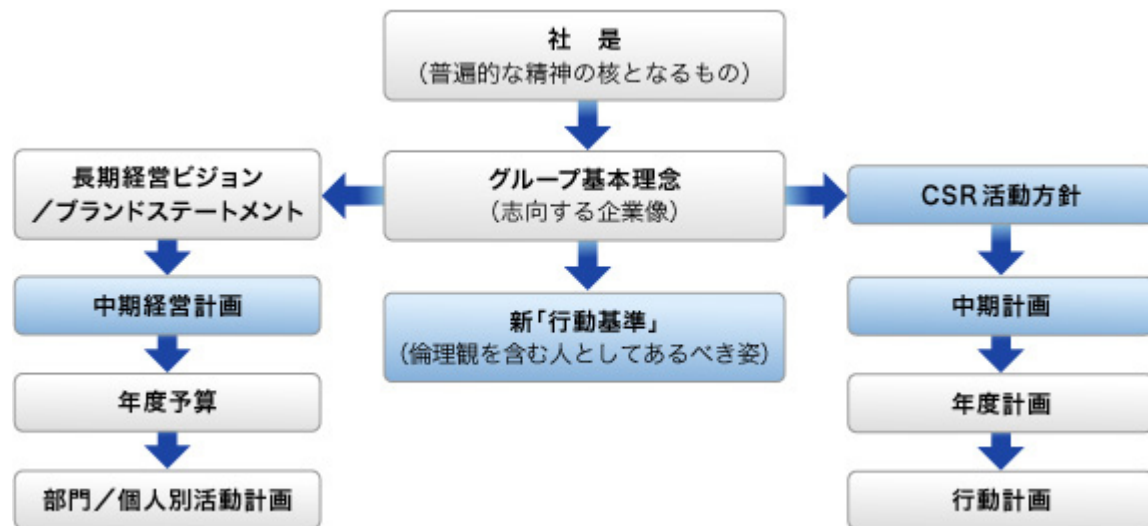 社　是
（普遍的な精神の核となるもの）
長期経営ビジョン
／ブランドステートメント
グループ基本理念
（志向する企業像）
CSR活動方針
中期経営計画
新「行動基準」
（倫理観を含む人としてあるべき姿）
中期計画
年度予算
年度計画
部門／個人別活動計画
行動計画